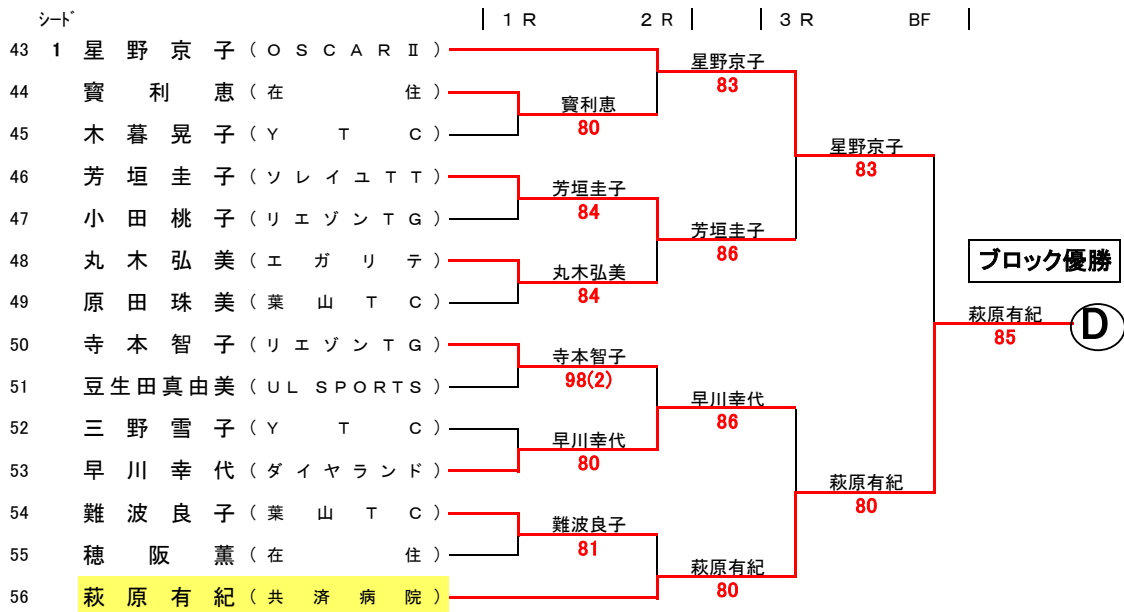 シード 1 R 2 R 3 R BF
43 1 星野京子(OSCARⅡ)
星野京子
83
44 寳利恵(在住)
寳利恵
80
45 木暮晃子(YTC)
星野京子
83
46 芳垣圭子(ソレイユTT)
芳垣圭子
84
47 小田桃子(リエゾンTG)
芳垣圭子
86
48 丸木弘美(エガリテ)
丸木弘美
84
49 原田珠美(葉山TC)
ブロック優勝
萩原有紀
85
D
50 寺本智子(リエゾンTG)
寺本智子
98(2)
51 豆生田真由美(UL SPORTS)
早川幸代
86
52 三野雪子(YTC)
早川幸代
80
53 早川幸代(ダイヤランド)
萩原有紀
80
54 難波良子(葉山TC)
難波良子
81
55 穂阪薫(在住)
萩原有紀
80
56 萩原有紀(共済病院)